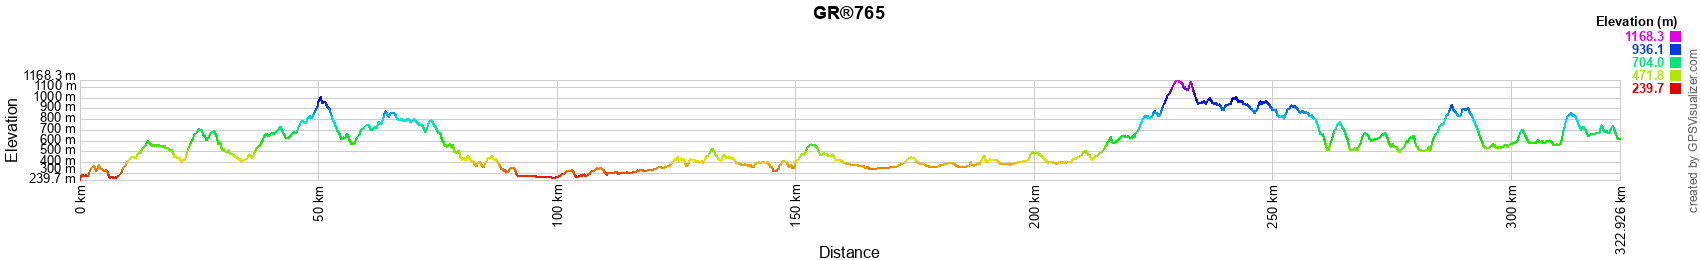 GR®765
Elevation (m)
1168.3
936.1
704.0
471.8
239.7
1168.3 m
1100 m
1000 m
900 m
800 m
700 m
600 m
500 m
400 m
300 m
239.7 m
Elevation
0 km
50 km
100 km
150 km
200 km
250 km
300 km
322.926 km
Distance
created by GPSVisualizer.com